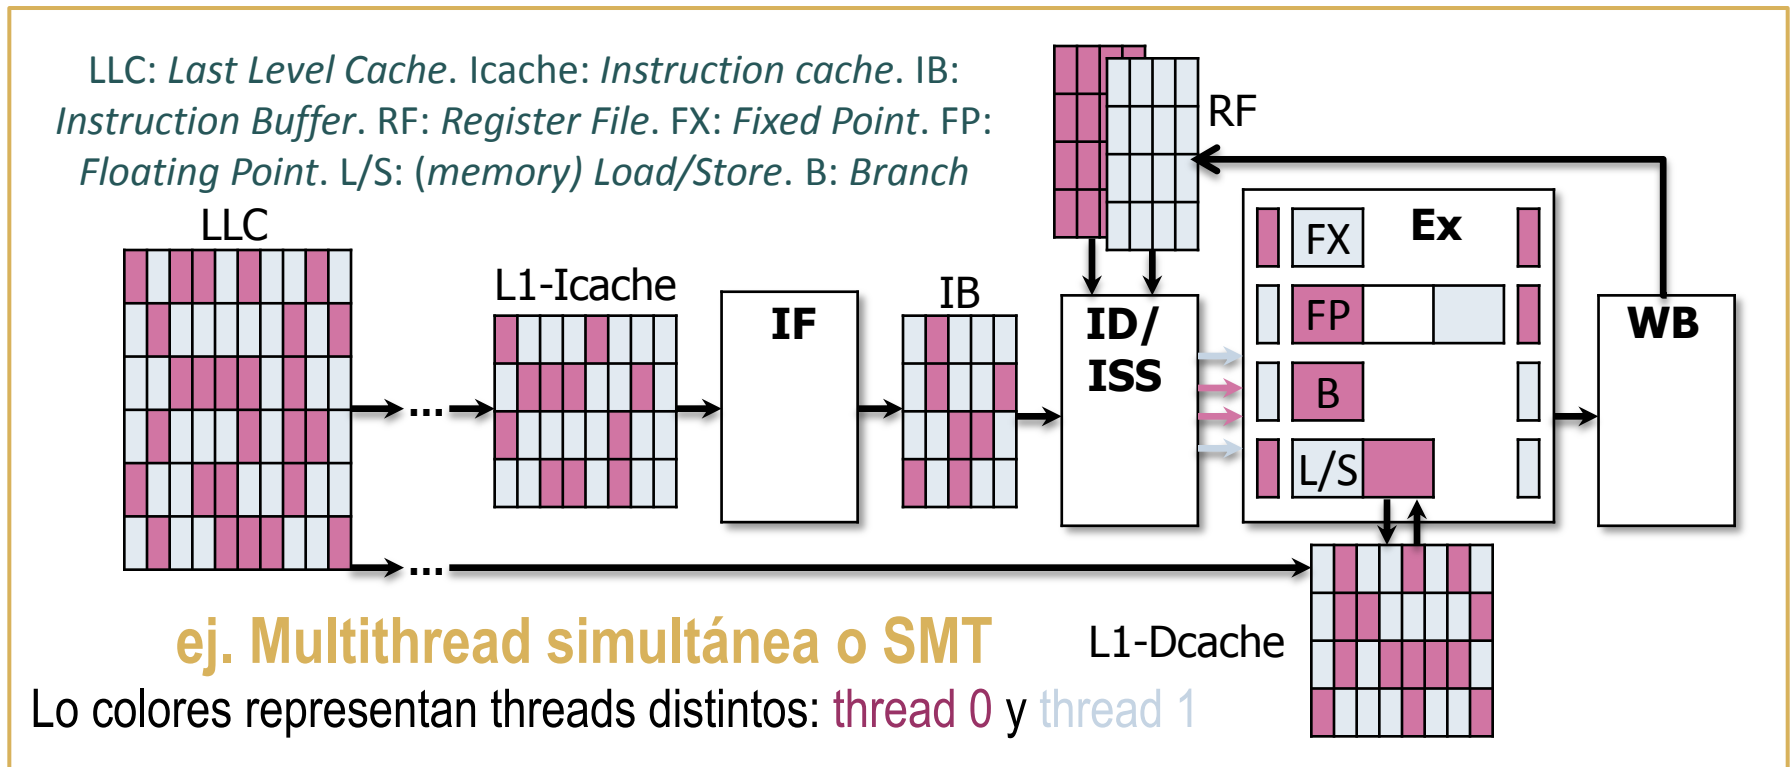 LLC: Last Level Cache. Icache: Instruction cache. IB:
Instruction Buffer. RF: Register File. FX: Fixed Point. FP:
Floating Point. L/S: (memory) Load/Store. B: Branch
RF
LLC
FX
Ex
L1-Icache
IB
IF
ID/
ISS
FP
WB
B
...
L/S
...
ej. Multithread simultánea o SMT
L1-Dcache
Lo colores representan threads distintos: thread 0 y thread 1